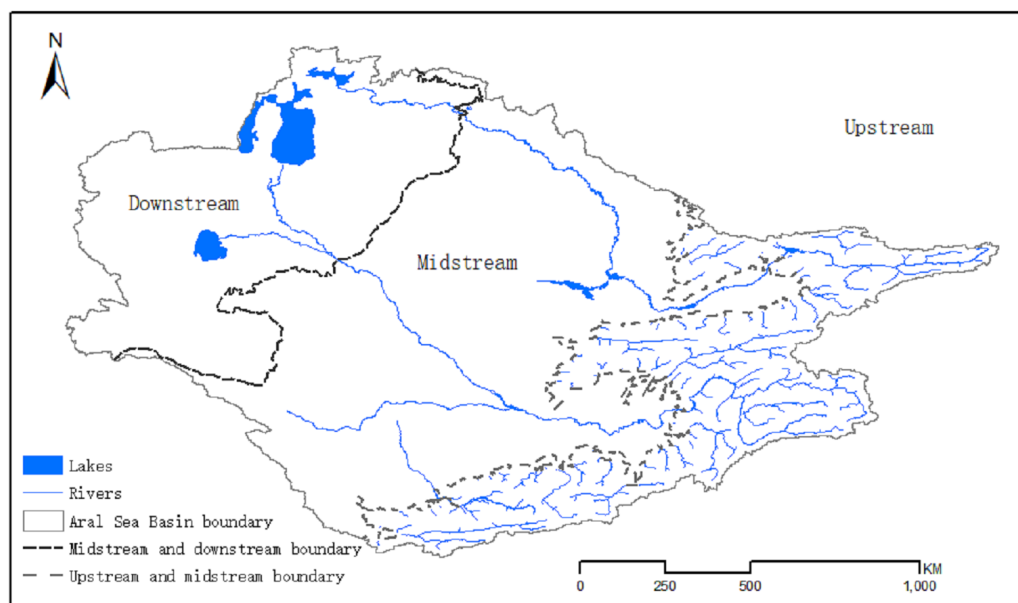 N
Upstream
Downstream
Midstream
Lakes
Rivers
Aral Sea Basin boundary
Midstream and downstream boundary
Upstream and midstream boundary
KM
0 250 500 1,000